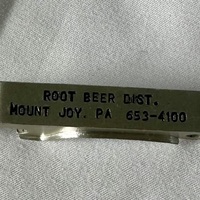 ROOT BEER DIST.
MOUNT JOY, PA 653-4100